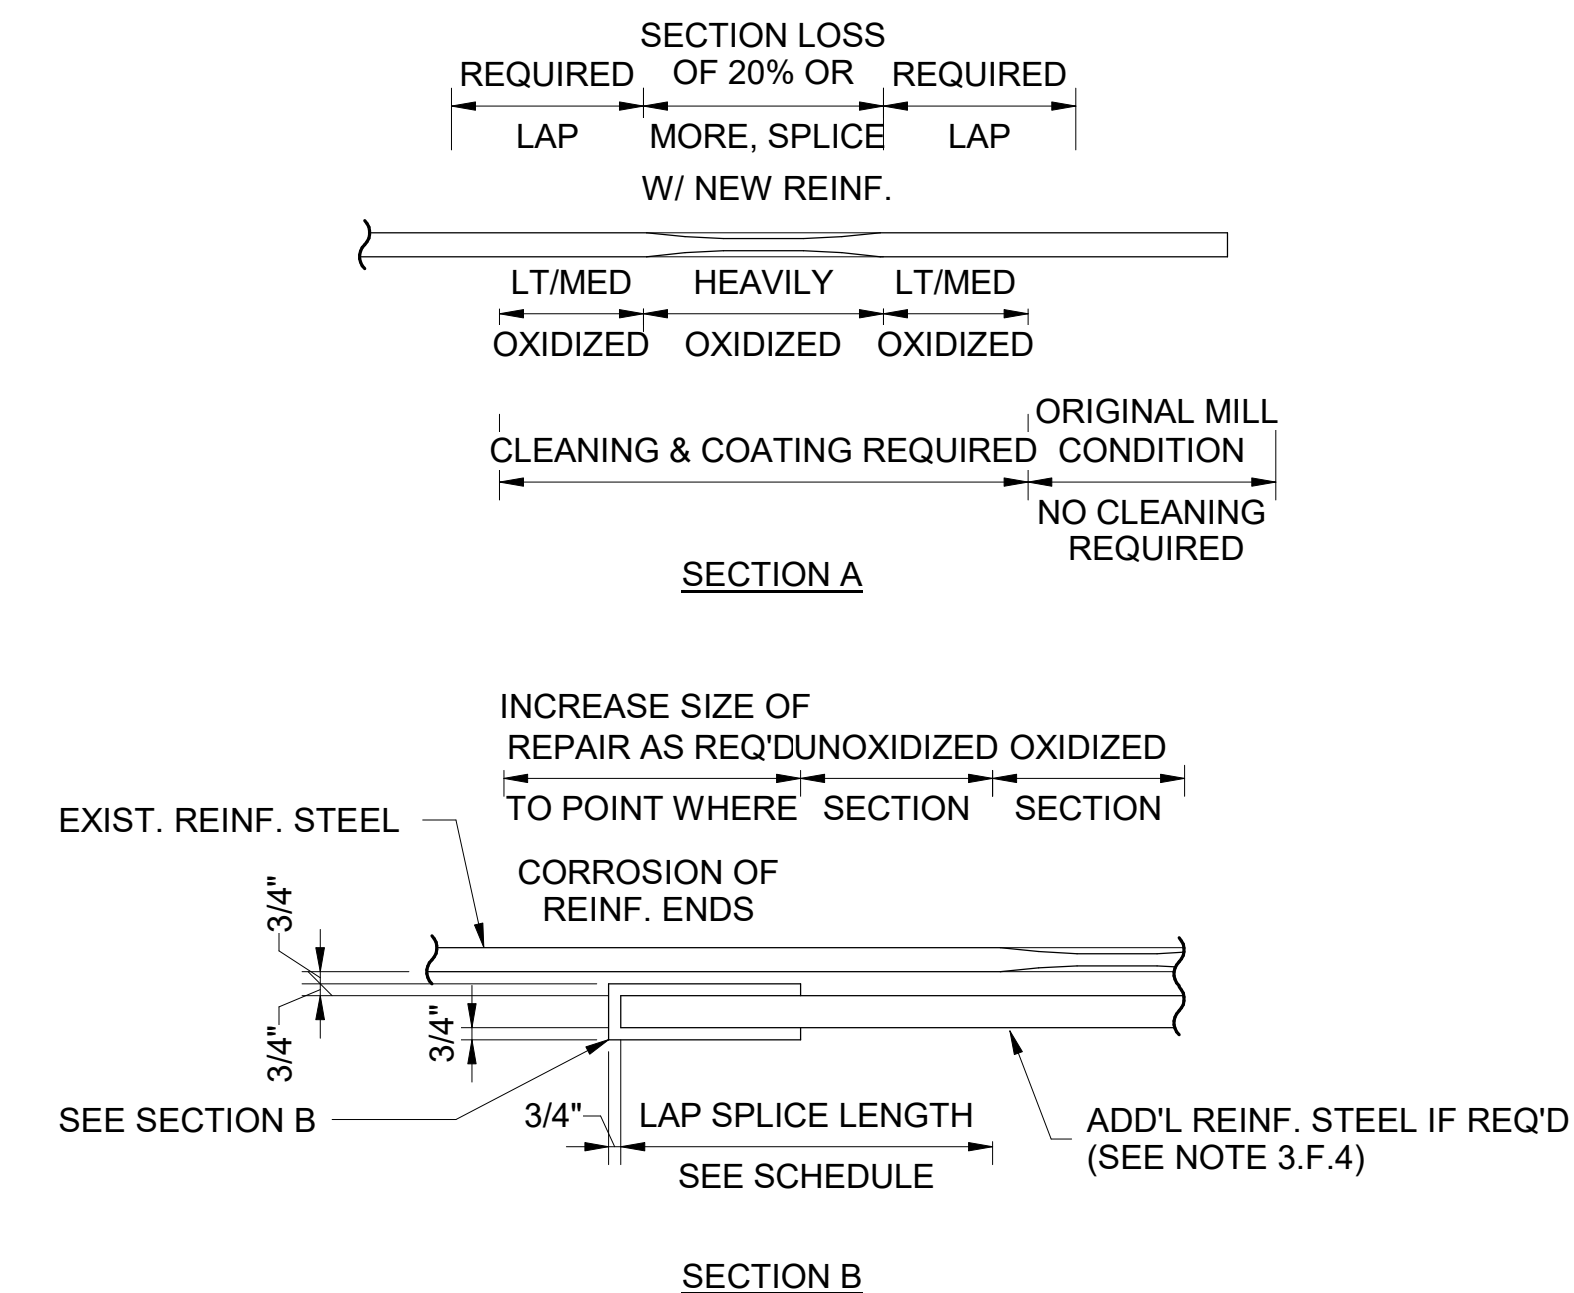 SECTION LOSS
REQUIRED OF 20% OR REQUIRED
LAP MORE, SPLICE LAP
W/ NEW REINF.
LT/MED HEAVILY LT/MED
OXIDIZED OXIDIZED OXIDIZED
ORIGINAL MILL
CLEANING & COATING REQUIRED CONDITION
NO CLEANING
REQUIRED
SECTION A
INCREASE SIZE OF
REPAIR AS REQ'D UNOXIDIZED OXIDIZED
TO POINT WHERE SECTION SECTION
EXIST. REINF. STEEL
CORROSION OF
REINF. ENDS
3/4"
3/4"
3/4"
SEE SECTION B
3/4" LAP SPLICE LENGTH
SEE SCHEDULE
ADD'L REINF. STEEL IF REQ'D
(SEE NOTE 3.F.4)
SECTION B